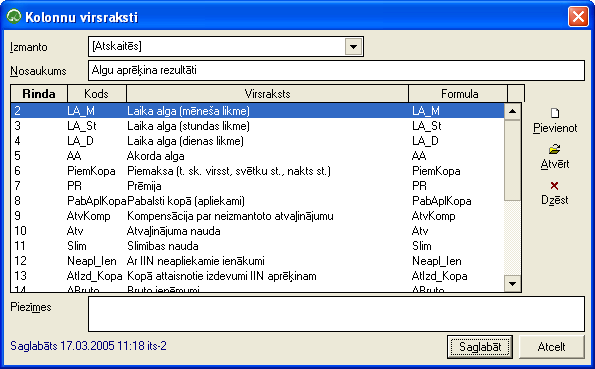 Kolonnu virsraksti
Izmanto [Atskaitēs]
Nosaukums Algu aprēķina rezultāti
Rinda Kods Virsraksts Formula
2 LA_M Laika alga (mēneša likme) LA_M
3 LA_St Laika alga (stundas likme) LA_St
4 LA_D Laika alga (dienas likme) LA_D
5 AA Akorda alga AA
6 PiemKopa Piemaksa (t. sk. virsst, svētku st., nakts st.) PiemKopa
7 PR Prēmija PR
8 PabAplKopa Pabalsti kopā (apliekami) PabAplKopa
9 AtvKomp Kompensācija par neizmantoto atvaļinājumu AtvKomp
10 Atv Atvaļinājuma nauda Atv
11 Slim Slimības nauda Slim
12 Neapl_Ien Ar IIN neapliekamie ienākumi Neapl_Ien
13 AtIzd_Kopa Kopā attaisnotie izdevumi IIN aprēķinam AtIzd_Kopa
14 ABruto Bruto ienākumi ABruto
Pievienot
Atvērt
Dzēst
Piezīmes
Saglabāts 17.03.2005 11:18 its-2
Saglabāt Atcelt